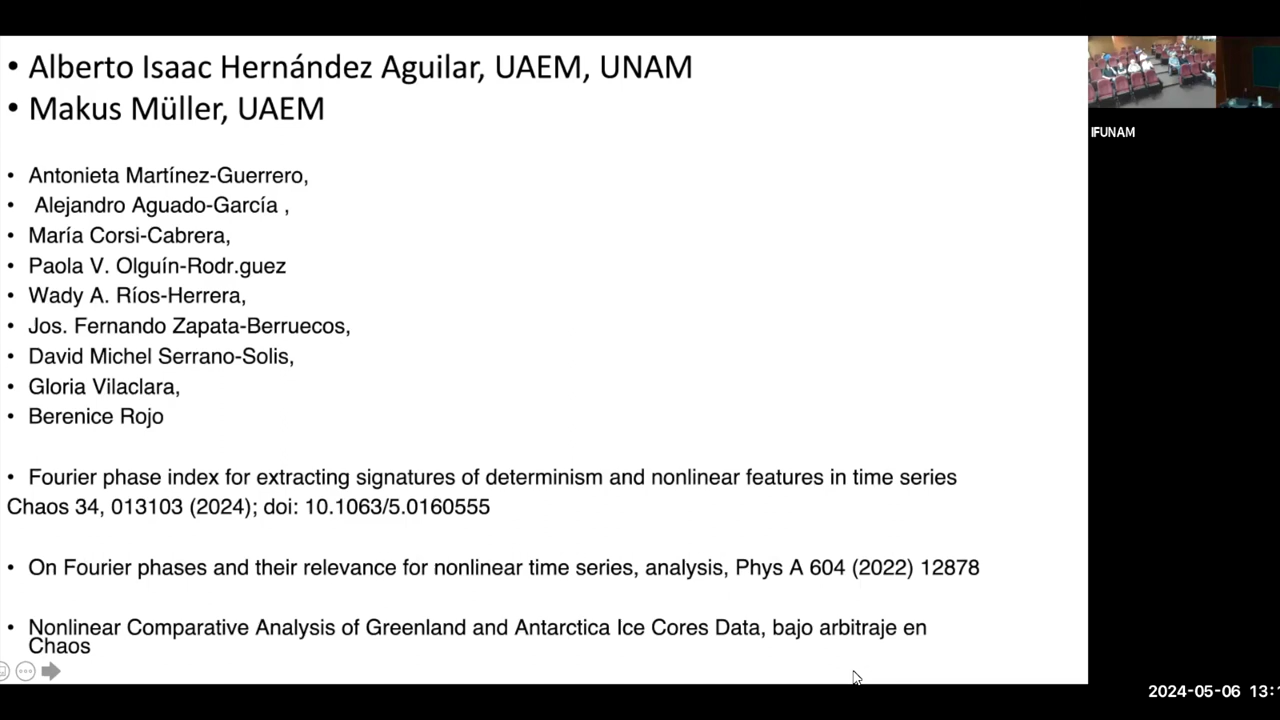 • Alberto Isaac Hernández Aguilar, UAEM, UNAM
• Makus Müller, UAEM
• Antonieta Martínez-Guerrero,
• Alejandro Aguado-García ,
• María Corsi-Cabrera,
• Paola V. Olguín-Rodr.guez
• Wady A. Ríos-Herrera,
• Jos. Fernando Zapata-Berruecos,
• David Michel Serrano-Solis,
• Gloria Vilaclara,
• Berenice Rojo
• Fourier phase index for extracting signatures of determinism and nonlinear features in time series
Chaos 34, 013103 (2024); doi: 10.1063/5.0160555
• On Fourier phases and their relevance for nonlinear time series, analysis, Phys A 604 (2022) 12878
• Nonlinear Comparative Analysis of Greenland and Antarctica Ice Cores Data, bajo arbitraje en
Chaos
IFUNAM
2024-05-06 13: